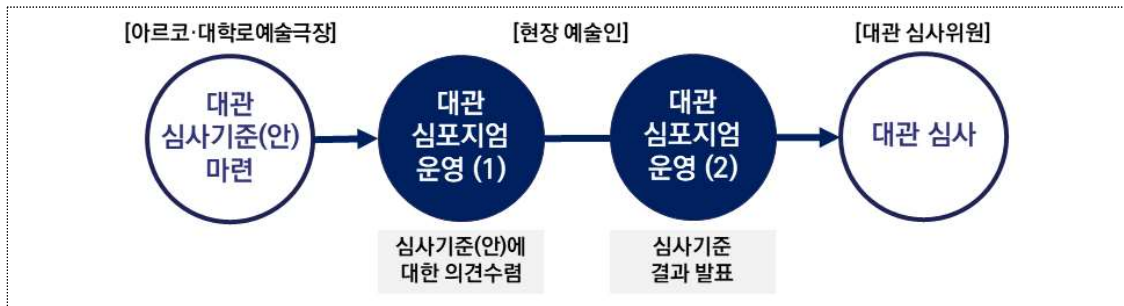 [아르코·대학로예술극장]
[현장 예술인]
[대관 심사위원]
대관
심사기준(안)
마련
대관
심포지엄
운영 (1)
대관
심포지엄
운영 (2)
대관 심사
심사기준(안)에
대한 의견수렴
심사기준
결과 발표